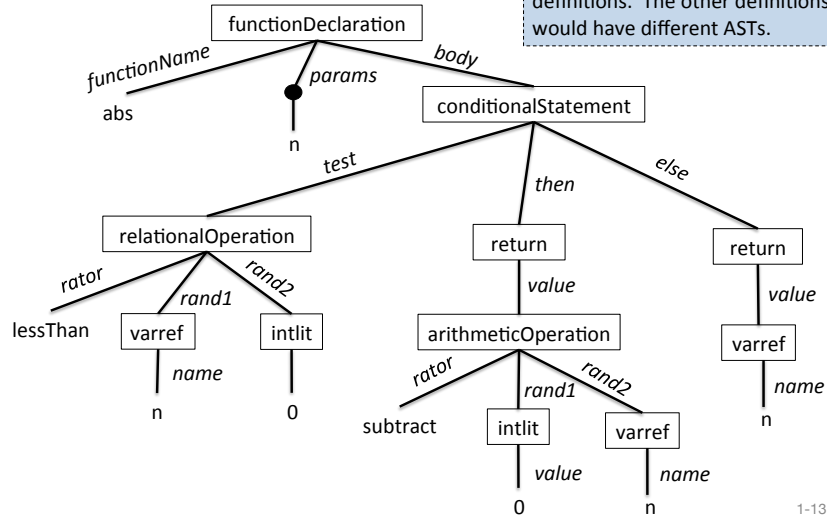 definitions. The other definitions
would have different ASTs.
functionDeclaration
functionName
params
body
abs
n
conditionalStatement
test
then
else
relationalOperation
return
return
rator
rand1
rand2
value
value
lessThan
varref
intlit
arithmeticOperation
varref
name
rator
rand1
rand2
name
n
0
subtract
intlit
varref
n
value
name
0
n
1-13